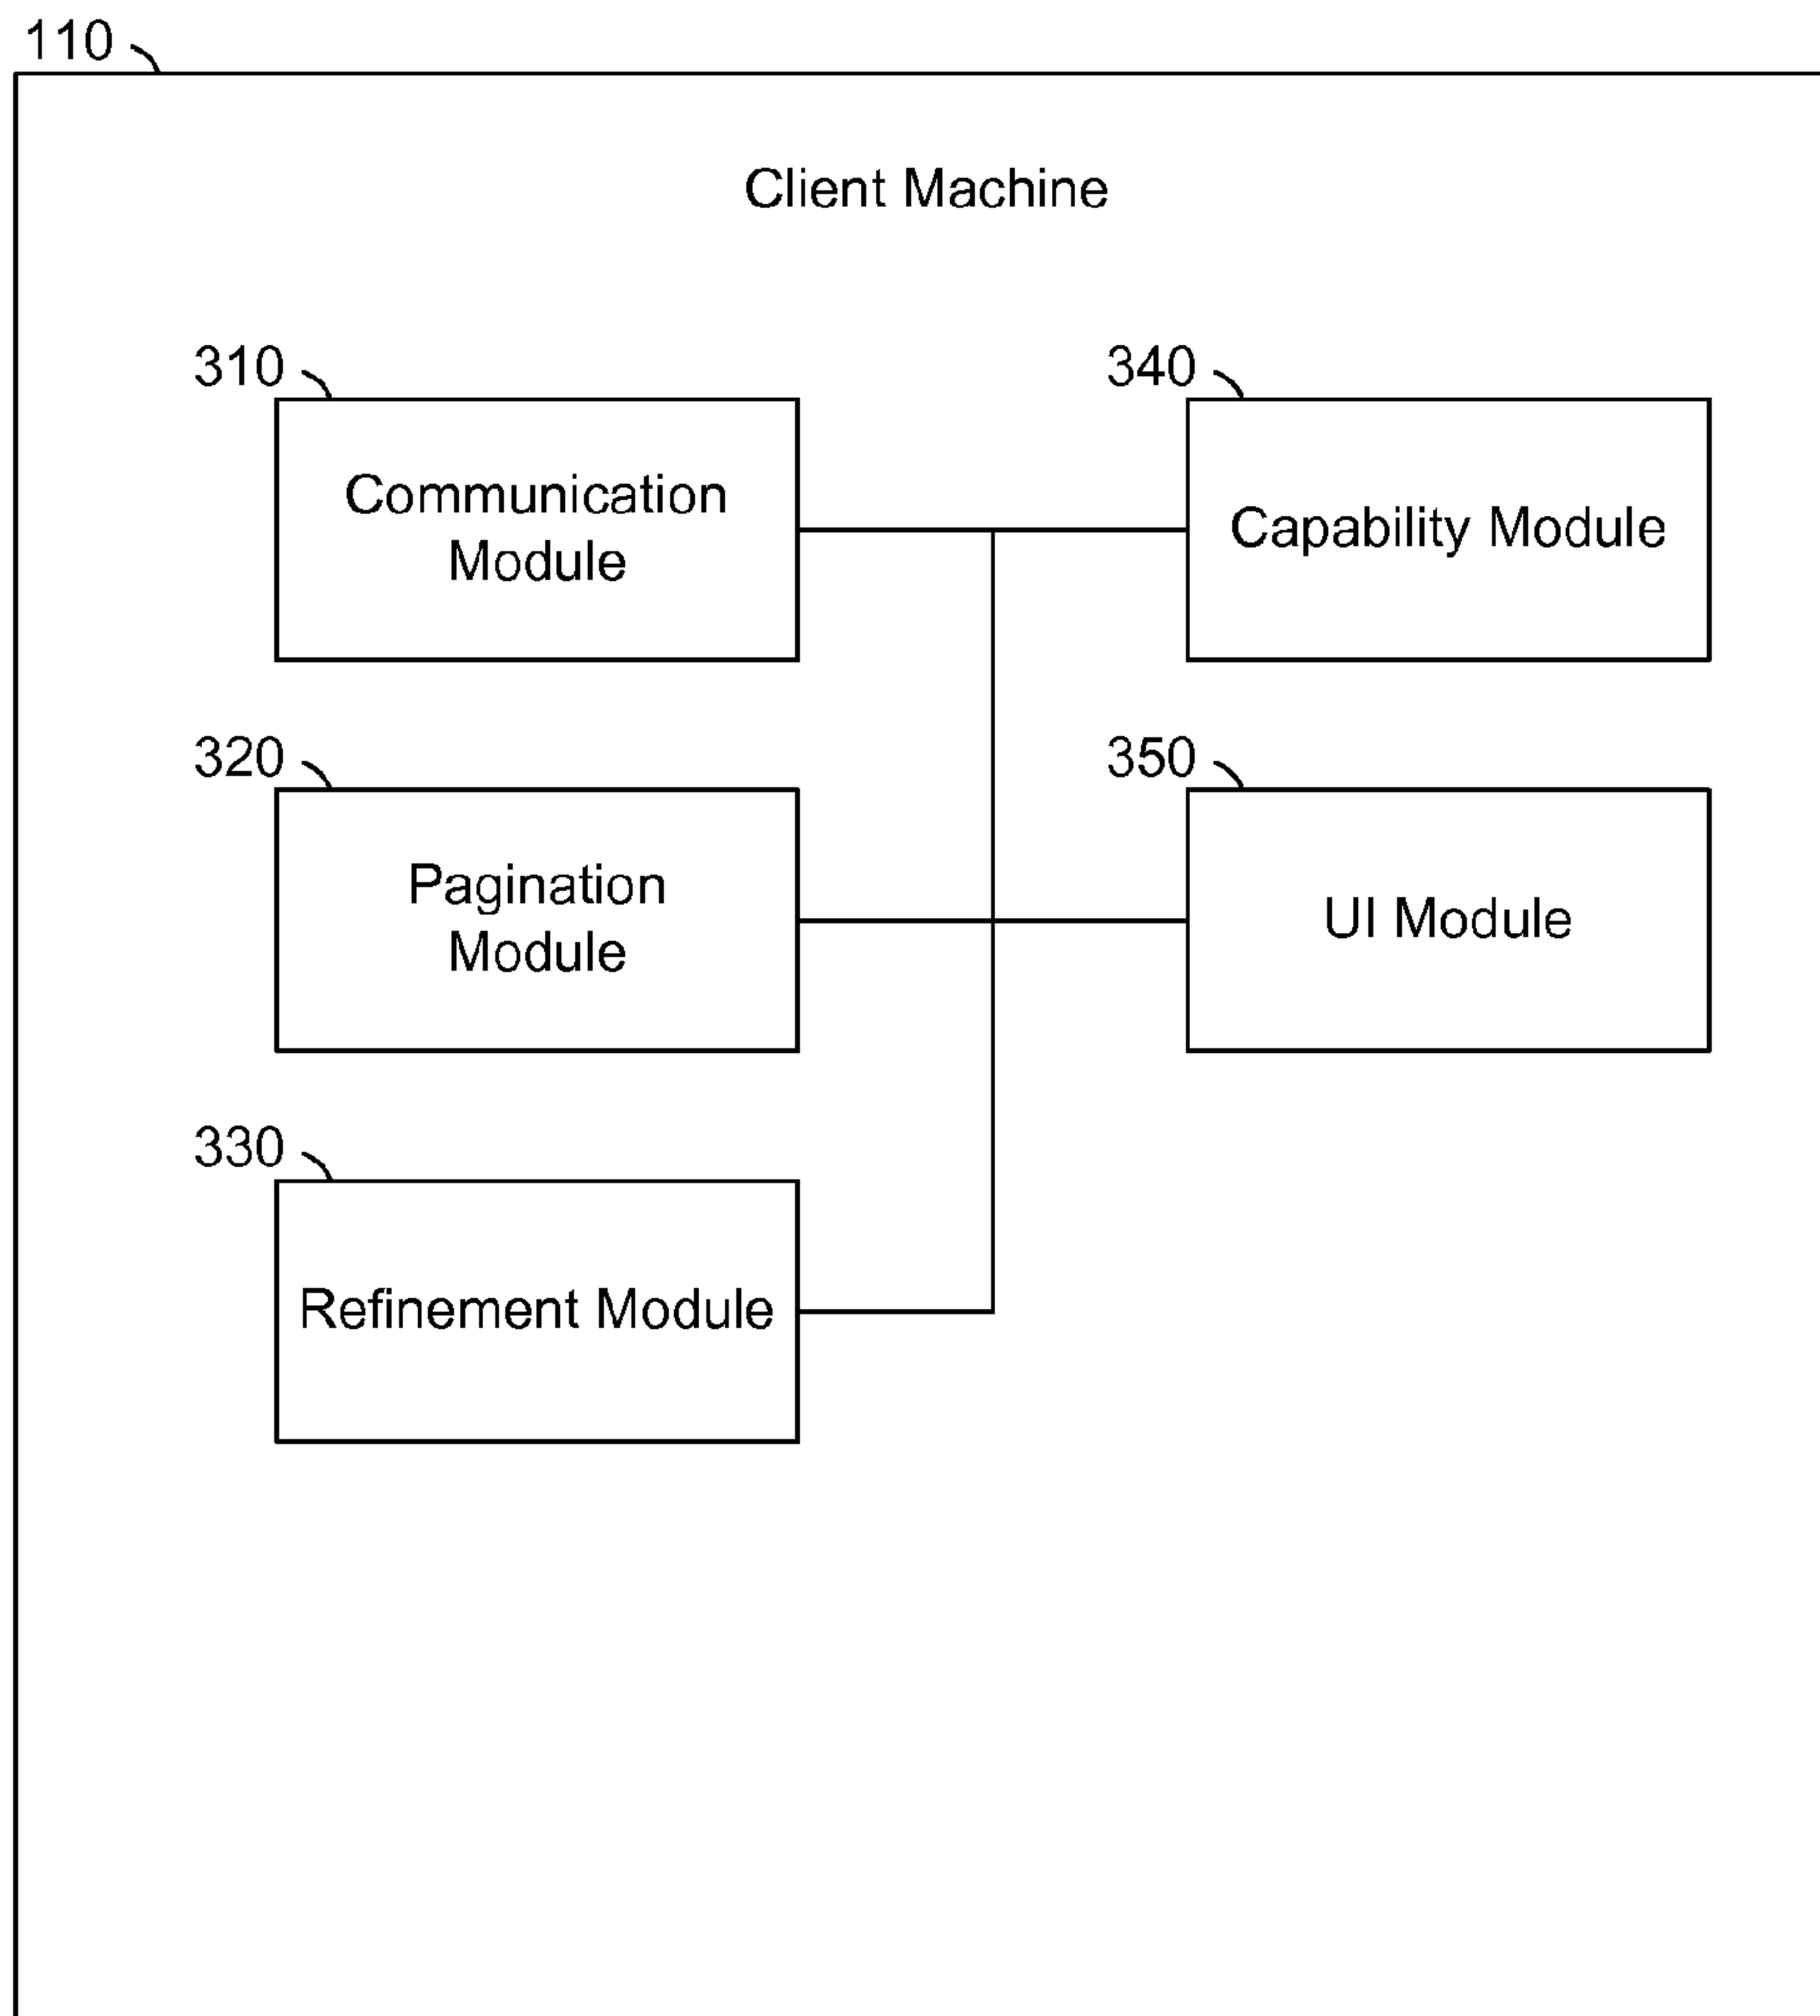 110
Client Machine
310
Communication
Module
340
Capability Module
320
Pagination
Module
350
UI Module
330
Refinement Module